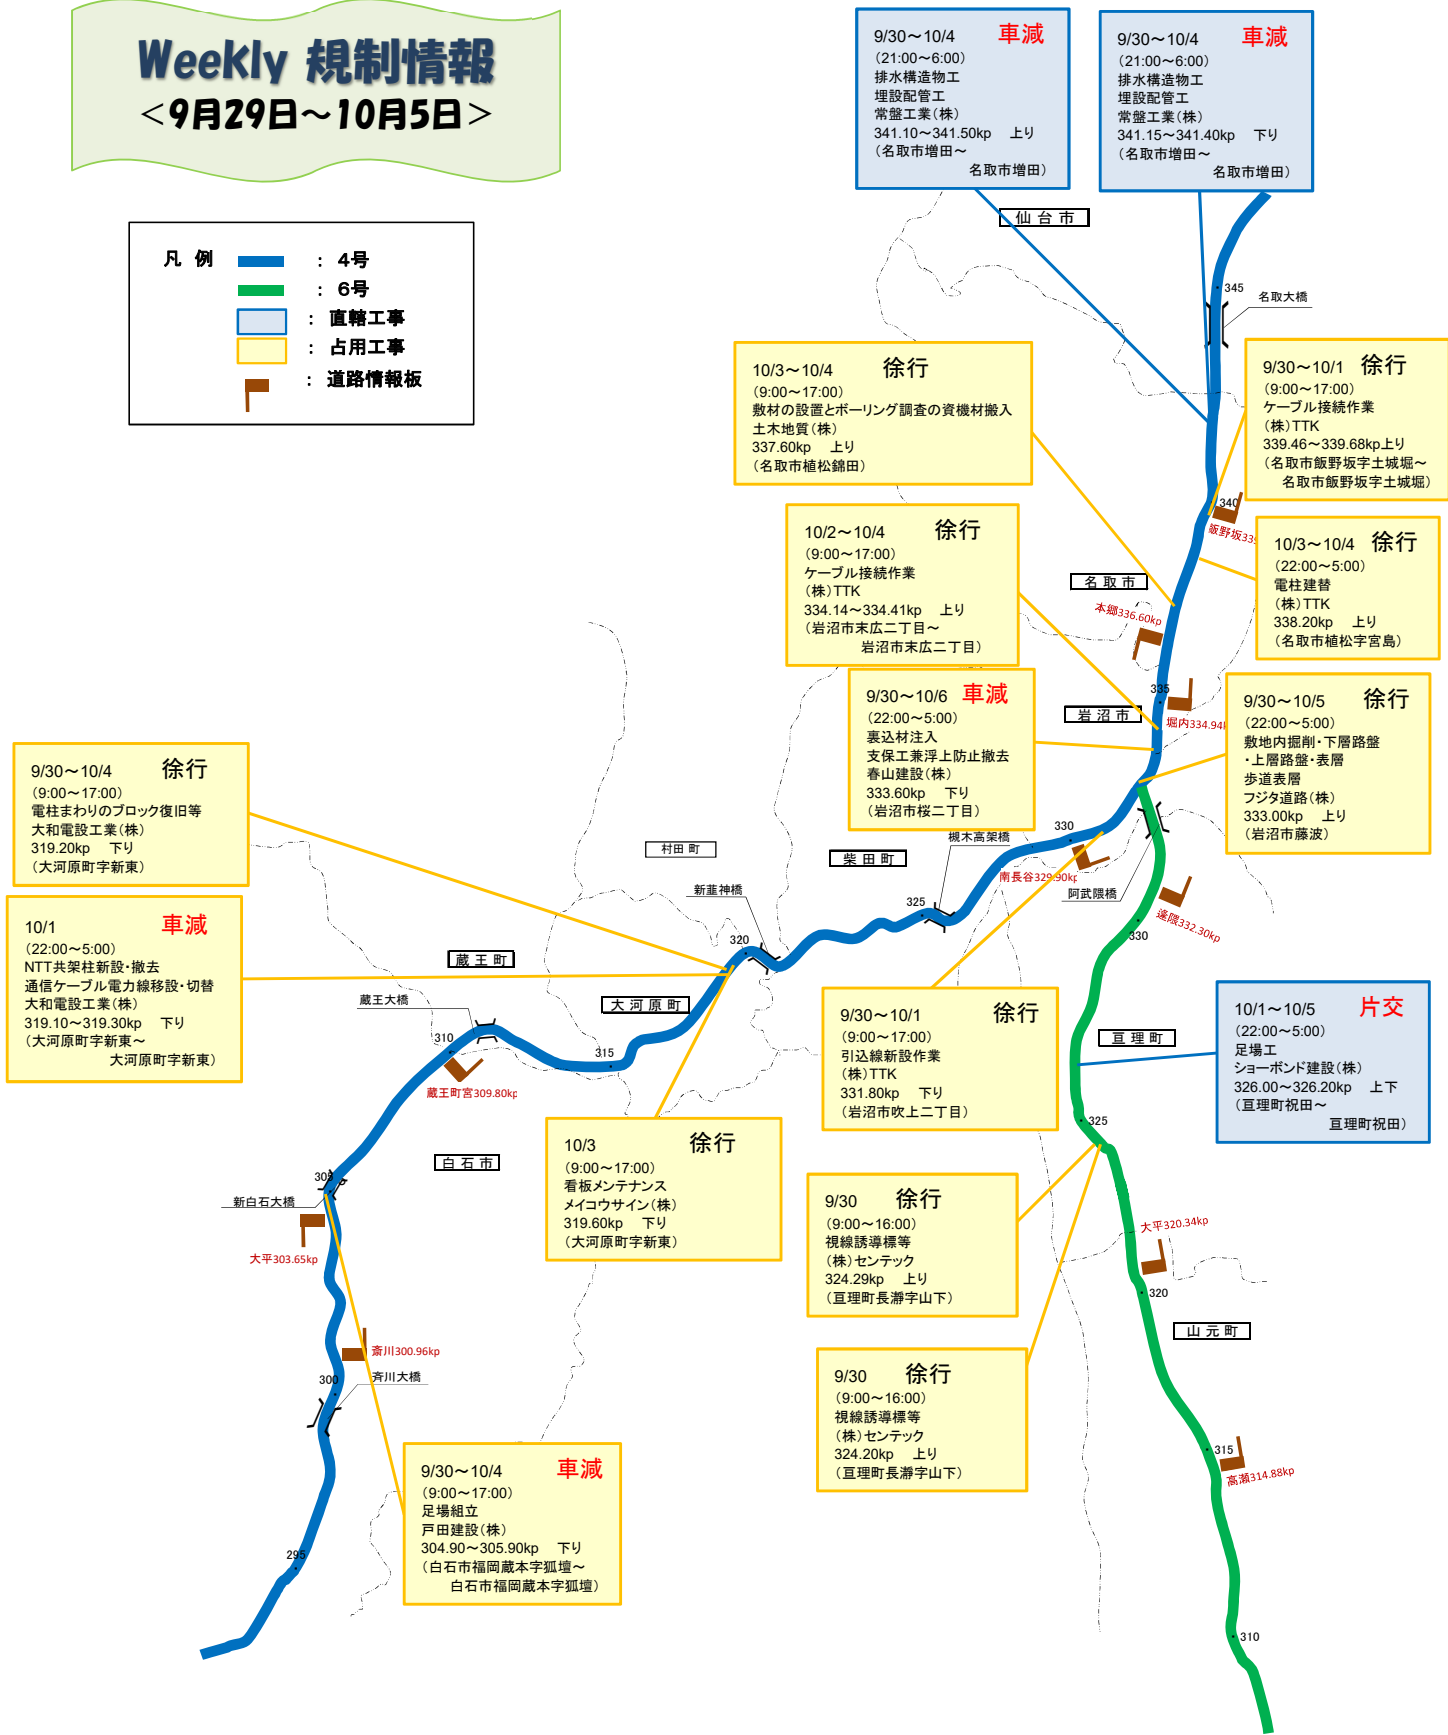 Weekly 規制情報
＜9月29日～10月5日＞
凡 例
： 4号
： 6号
： 直轄工事
： 占用工事
： 道路情報板
9/30～10/4 車減
（21:00～6:00）
排水構造物工
埋設配管工
常盤工業（株）
341.10～341.50kp 上り
（名取市増田～
名取市増田）
9/30～10/4 車減
（21:00～6:00）
排水構造物工
埋設配管工
常盤工業（株）
341.15～341.40kp 下り
（名取市増田～
名取市増田）
仙台市
345
名取大橋
10/3～10/4 徐行
（9:00～17:00）
敷材の設置とボーリング調査の資機材搬入
土木地質（株）
337.60kp 上り
（名取市植松錦田）
9/30～10/1 徐行
（9:00～17:00）
ケーブル接続作業
（株）TTK
339.46～339.68kp上り
（名取市飯野坂字土城堀～
名取市飯野坂字土城堀）
340
飯野坂339
10/2～10/4 徐行
（9:00～17:00）
ケーブル接続作業
（株）TTK
334.14～334.41kp 上り
（岩沼市末広二丁目～
岩沼市末広二丁目）
10/3～10/4 徐行
（22:00～5:00）
電柱建替
（株）TTK
338.20kp 上り
（名取市植松字宮島）
名取市
本郷336.60kp
335
堀内334.94k
岩沼市
9/30～10/6 車減
（22:00～5:00）
裏込材注入
支保工兼浮上防止撤去
春山建設（株）
333.60kp 下り
（岩沼市桜二丁目）
9/30～10/5 徐行
（22:00～5:00）
敷地内掘削・下層路盤
・上層路盤・表層
歩道表層
フジタ道路（株）
333.00kp 上り
（岩沼市藤波）
9/30～10/4 徐行
（9:00～17:00）
電柱まわりのブロック復旧等
大和電設工業（株）
319.20kp 下り
（大河原町字新東）
330
槻木高架橋
村田町
柴田町
南長谷329.90kp
阿武隈橋
新韮神橋
325
逢隈332.30kp
330
10/1 車減
（22:00～5:00）
NTT共架柱新設・撤去
通信ケーブル電力線移設・切替
大和電設工業（株）
319.10～319.30kp 下り
（大河原町字新東～
大河原町字新東）
320
蔵王町
蔵王大橋
大河原町
310
315
蔵王町宮309.80kp
9/30～10/1 徐行
（9:00～17:00）
引込線新設作業
（株）TTK
331.80kp 下り
（岩沼市吹上二丁目）
亘理町
10/1～10/5 片交
（22:00～5:00）
足場工
ショーボンド建設（株）
326.00～326.20kp 上下
（亘理町祝田～
亘理町祝田）
325
10/3 徐行
（9:00～17:00）
看板メンテナンス
メイコウサイン（株）
319.60kp 下り
（大河原町字新東）
白石市
305
新白石大橋
大平303.65kp
9/30 徐行
（9:00～16:00）
視線誘導標等
（株）センテック
324.29kp 上り
（亘理町長瀞字山下）
大平320.34kp
320
山元町
斎川300.96kp
300
斉川大橋
9/30 徐行
（9:00～16:00）
視線誘導標等
（株）センテック
324.20kp 上り
（亘理町長瀞字山下）
315
高瀬314.88kp
9/30～10/4 車減
（9:00～17:00）
足場組立
戸田建設（株）
304.90～305.90kp 下り
（白石市福岡蔵本字狐壇～
白石市福岡蔵本字狐壇）
295
310